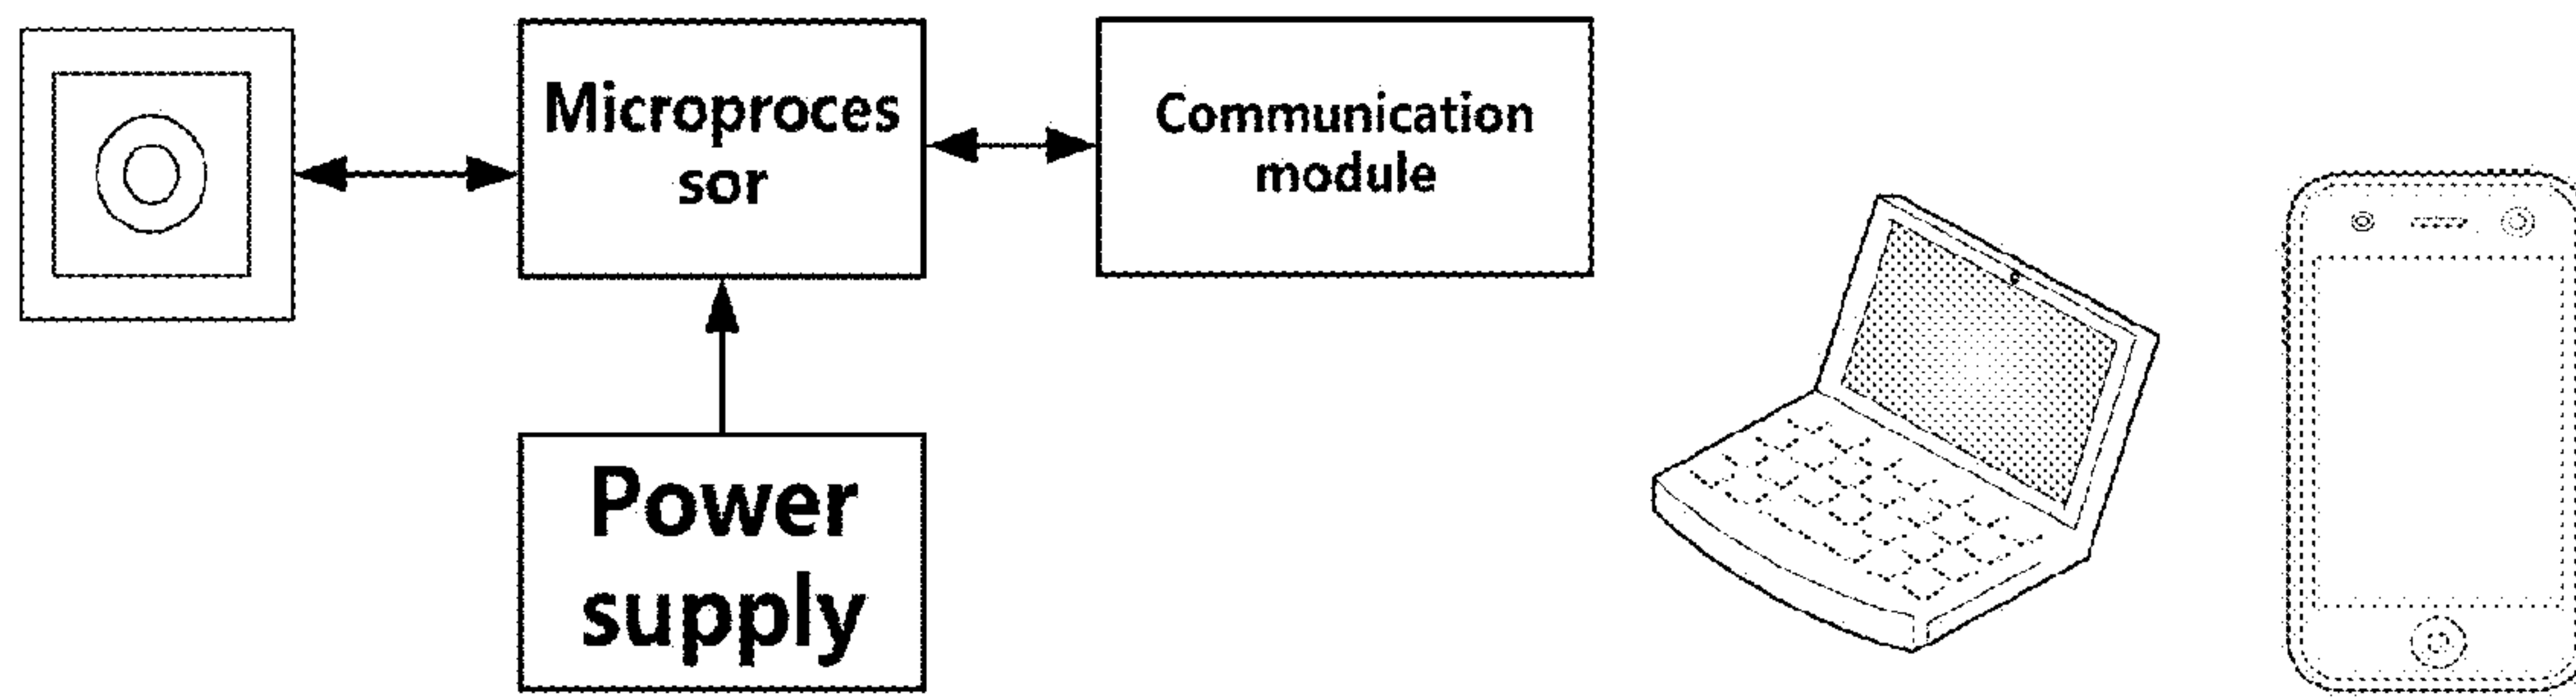 Microproces
sor
Communication
module
Power
supply